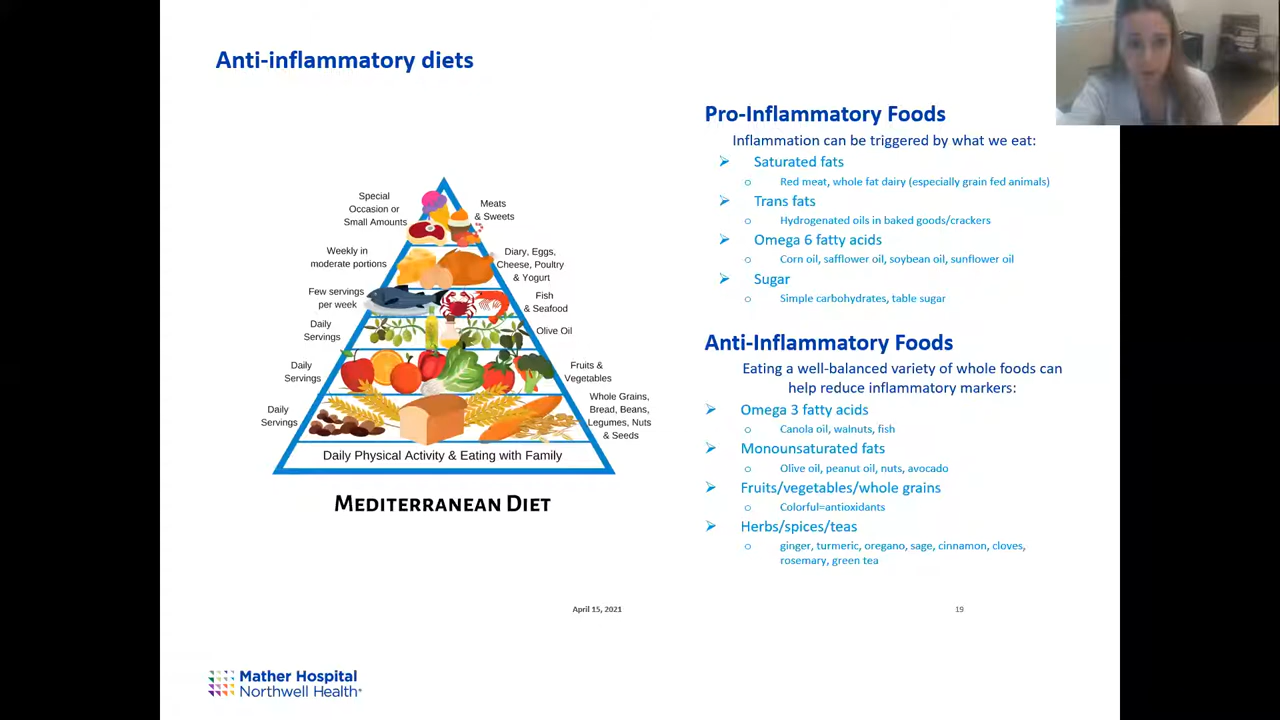 Anti-inflammatory diets
Special
Occasion or
Small Amounts
Meats
& Sweets
Weekly in
moderate portions
Diary, Eggs,
Cheese, Poultry
& Yogurt
Few servings
per week
Fish
& Seafood
Daily
Servings
Olive Oil
Daily
Servings
Fruits &
Vegetables
Daily
Servings
Whole Grains,
Bread, Beans,
Legumes, Nuts
& Seeds
Daily Physical Activity & Eating with Family
MEDITERRANEAN DIET
Pro-Inflammatory Foods
Inflammation can be triggered by what we eat:
Saturated fats
Red meat, whole fat dairy (especially grain fed animals)
Trans fats
Hydrogenated oils in baked goods/crackers
Omega 6 fatty acids
Corn oil, safflower oil, soybean oil, sunflower oil
Sugar
Simple carbohydrates, table sugar
Anti-Inflammatory Foods
Eating a well-balanced variety of whole foods can
help reduce inflammatory markers:
Omega 3 fatty acids
Canola oil, walnuts, fish
Monounsaturated fats
Olive oil, peanut oil, nuts, avocado
Fruits/vegetables/whole grains
Colorful=antioxidants
Herbs/spices/teas
ginger, turmeric, oregano, sage, cinnamon, cloves,
rosemary, green tea
April 15, 2021
19
Mather Hospital
Northwell Health®